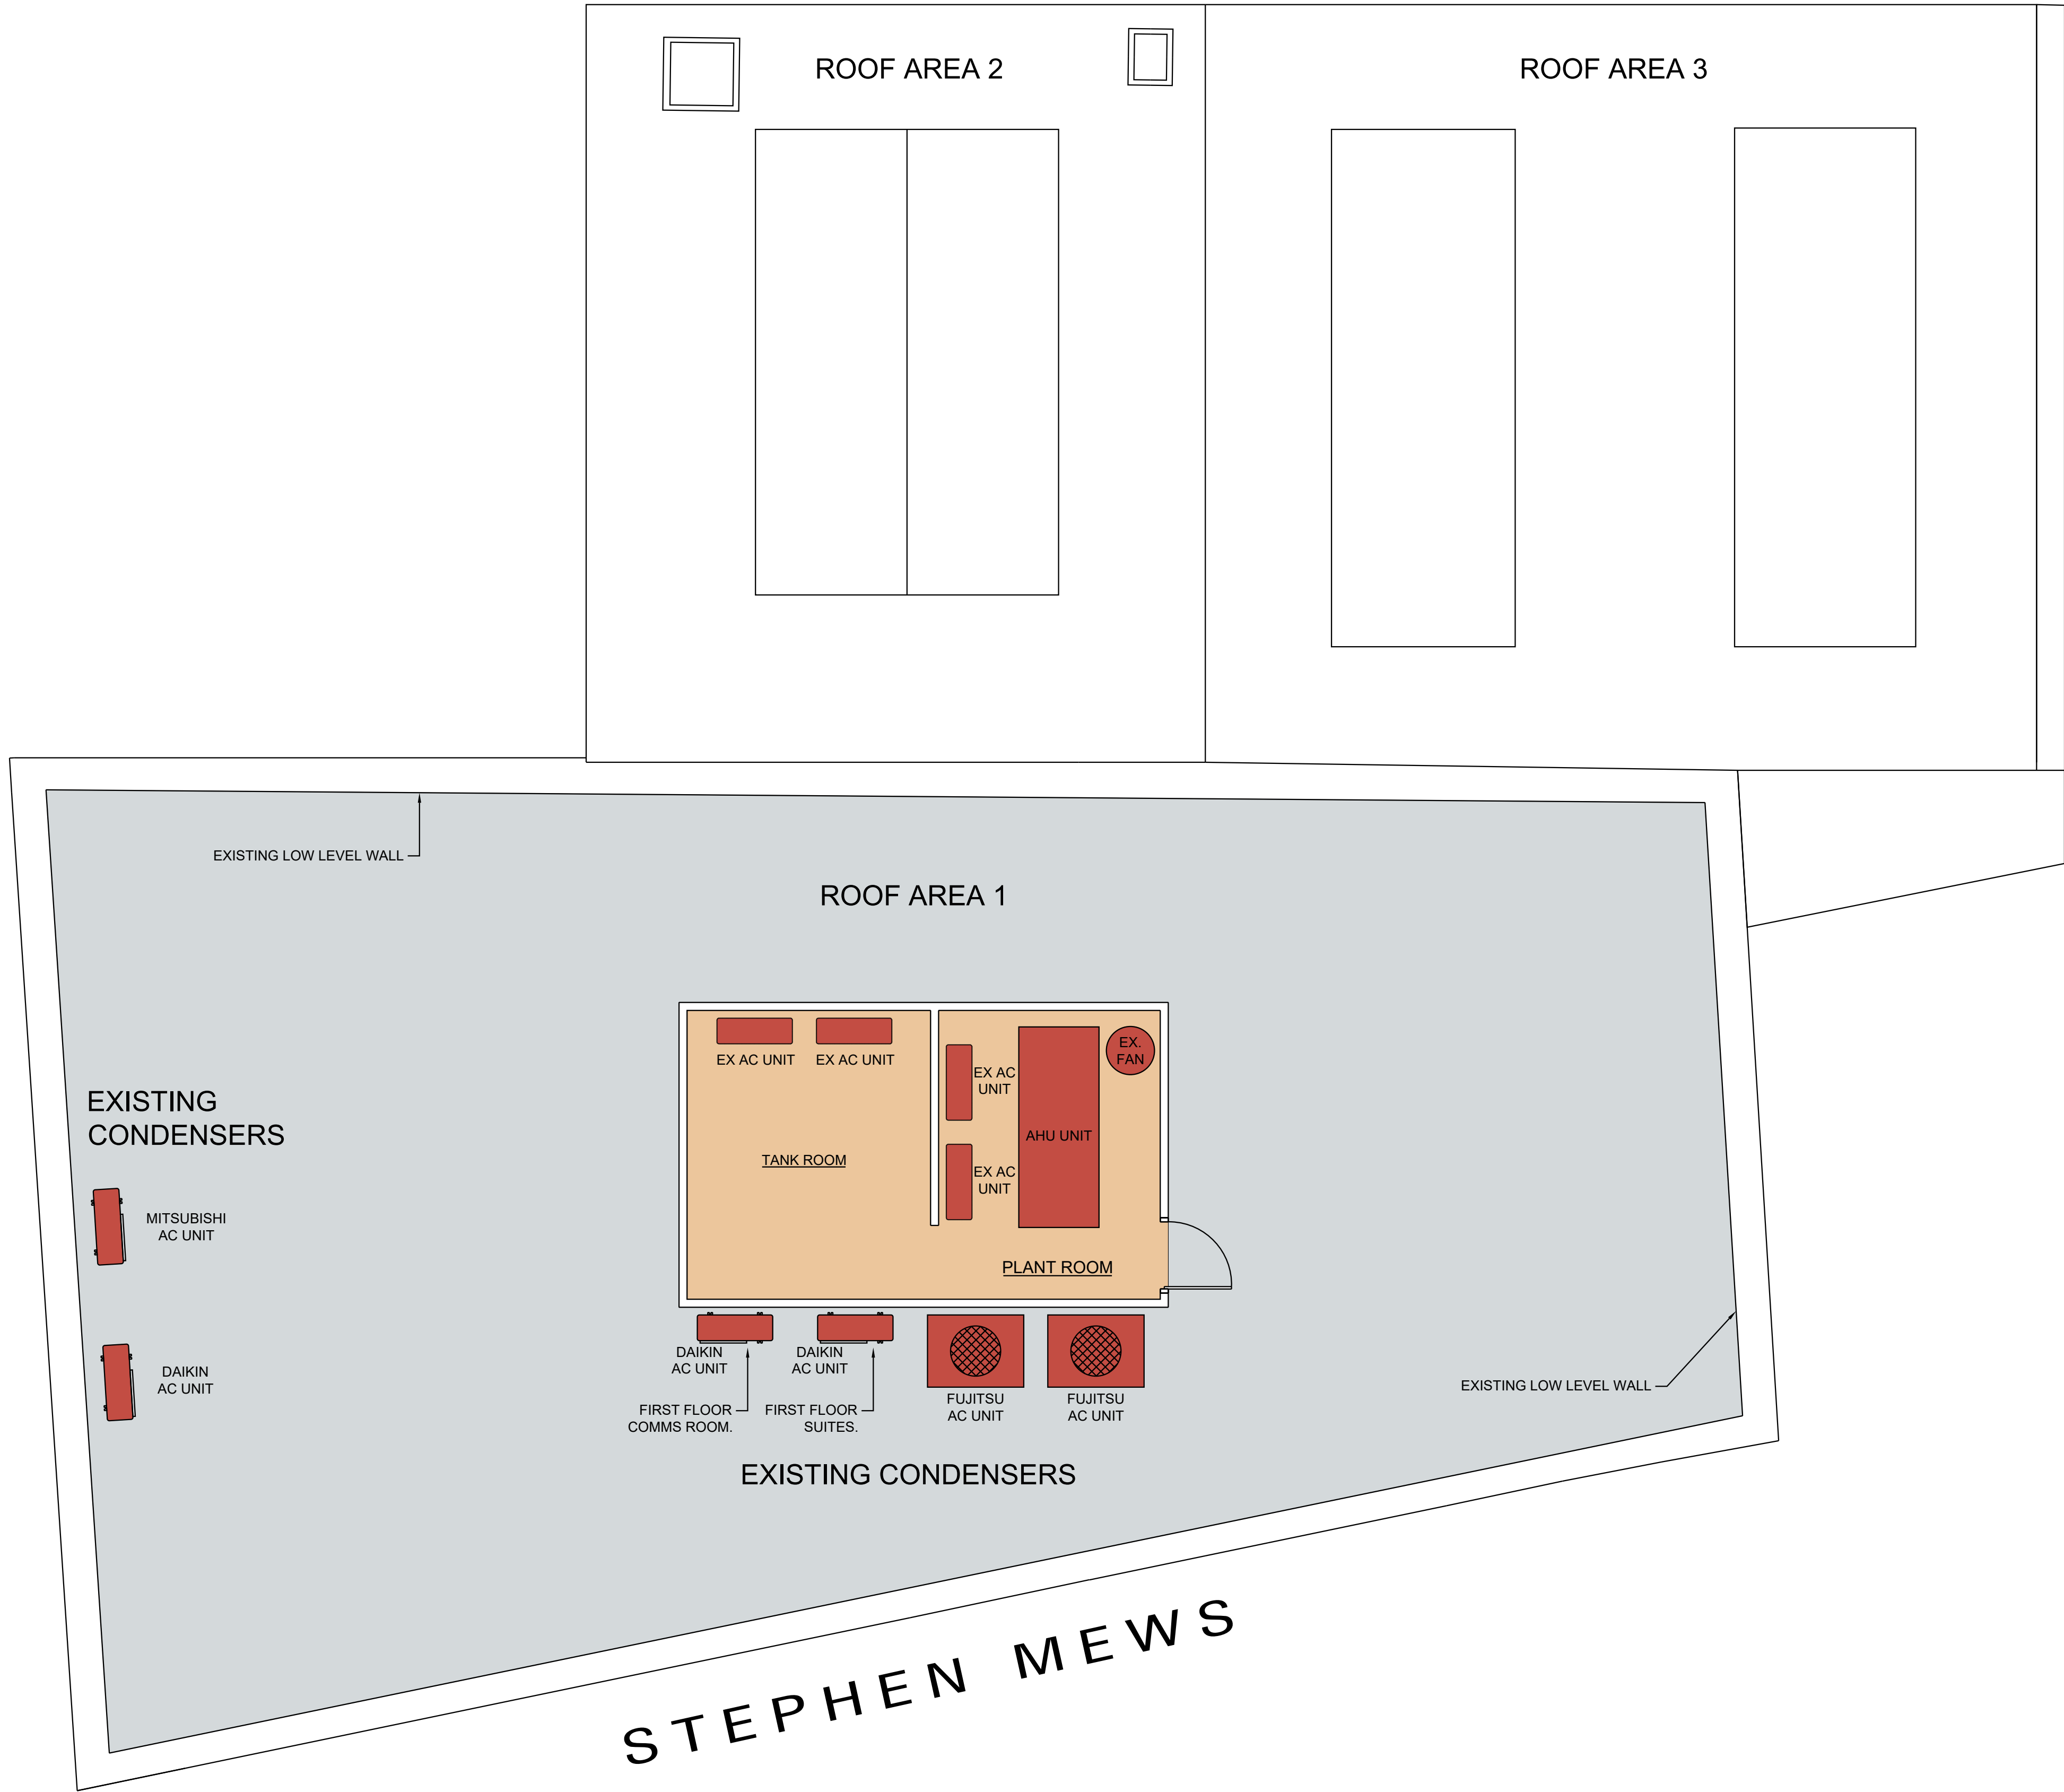 ROOF AREA 2
ROOF AREA 3
EXISTING LOW LEVEL WALL
ROOF AREA 1
EX AC UNIT
EX AC UNIT
EX AC
UNIT
EX AC
UNIT
AHU UNIT
EX.
FAN
TANK ROOM
PLANT ROOM
EXISTING
CONDENSERS
MITSUBISHI
AC UNIT
DAIKIN
AC UNIT
DAIKIN
AC UNIT
DAIKIN
AC UNIT
FIRST FLOOR
COMMS ROOM.
FIRST FLOOR
SUITES.
FUJITSU
AC UNIT
FUJITSU
AC UNIT
EXISTING LOW LEVEL WALL
EXISTING CONDENSERS
STEPHEN MEWS